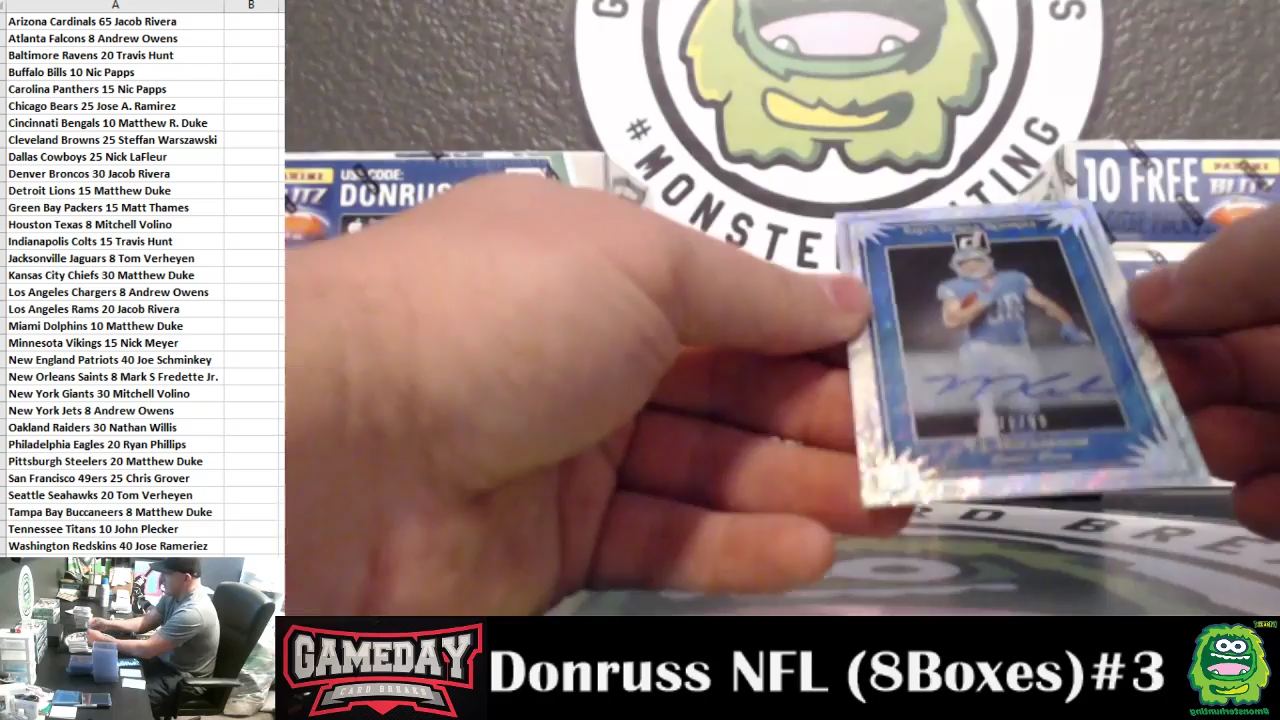 A
B
Arizona Cardinals 65 Jacob Rivera
Atlanta Falcons 8 Andrew Owens
Baltimore Ravens 20 Travis Hunt
Buffalo Bills 10 Nic Papps
Carolina Panthers 15 Nic Papps
Chicago Bears 25 Jose A. Ramirez
Cincinnati Bengals 10 Matthew R. Duke
Cleveland Browns 25 Steffan Warszawski
Dallas Cowboys 25 Nick LaFleur
Denver Broncos 30 Jacob Rivera
Detroit Lions 15 Matthew Duke
Green Bay Packers 15 Matt Thames
Houston Texas 8 Mitchell Volino
Indianapolis Colts 15 Travis Hunt
Jacksonville Jaguars 8 Tom Verheyen
Kansas City Chiefs 30 Matthew Duke
Los Angeles Chargers 8 Andrew Owens
Los Angeles Rams 20 Jacob Rivera
Miami Dolphins 10 Matthew Duke
Minnesota Vikings 15 Nick Meyer
New England Patriots 40 Joe Schminkey
New Orleans Saints 8 Mark S Fredette Jr.
New York Giants 30 Mitchell Volino
New York Jets 8 Andrew Owens
Oakland Raiders 30 Nathan Willis
Philadelphia Eagles 20 Ryan Phillips
Pittsburgh Steelers 20 Matthew Duke
San Francisco 49ers 25 Chris Grover
Seattle Seahawks 20 Tom Verheyen
Tampa Bay Buccaneers 8 Matthew Duke
Tennessee Titans 10 John Plecker
Washington Redskins 40 Jose Rameriez
USE CODE:
10 FREE
PANINI
BLITZ
GAMEDAY
CARD BREAKS
Donruss NFL (8Boxes)#3
#monsterhunting